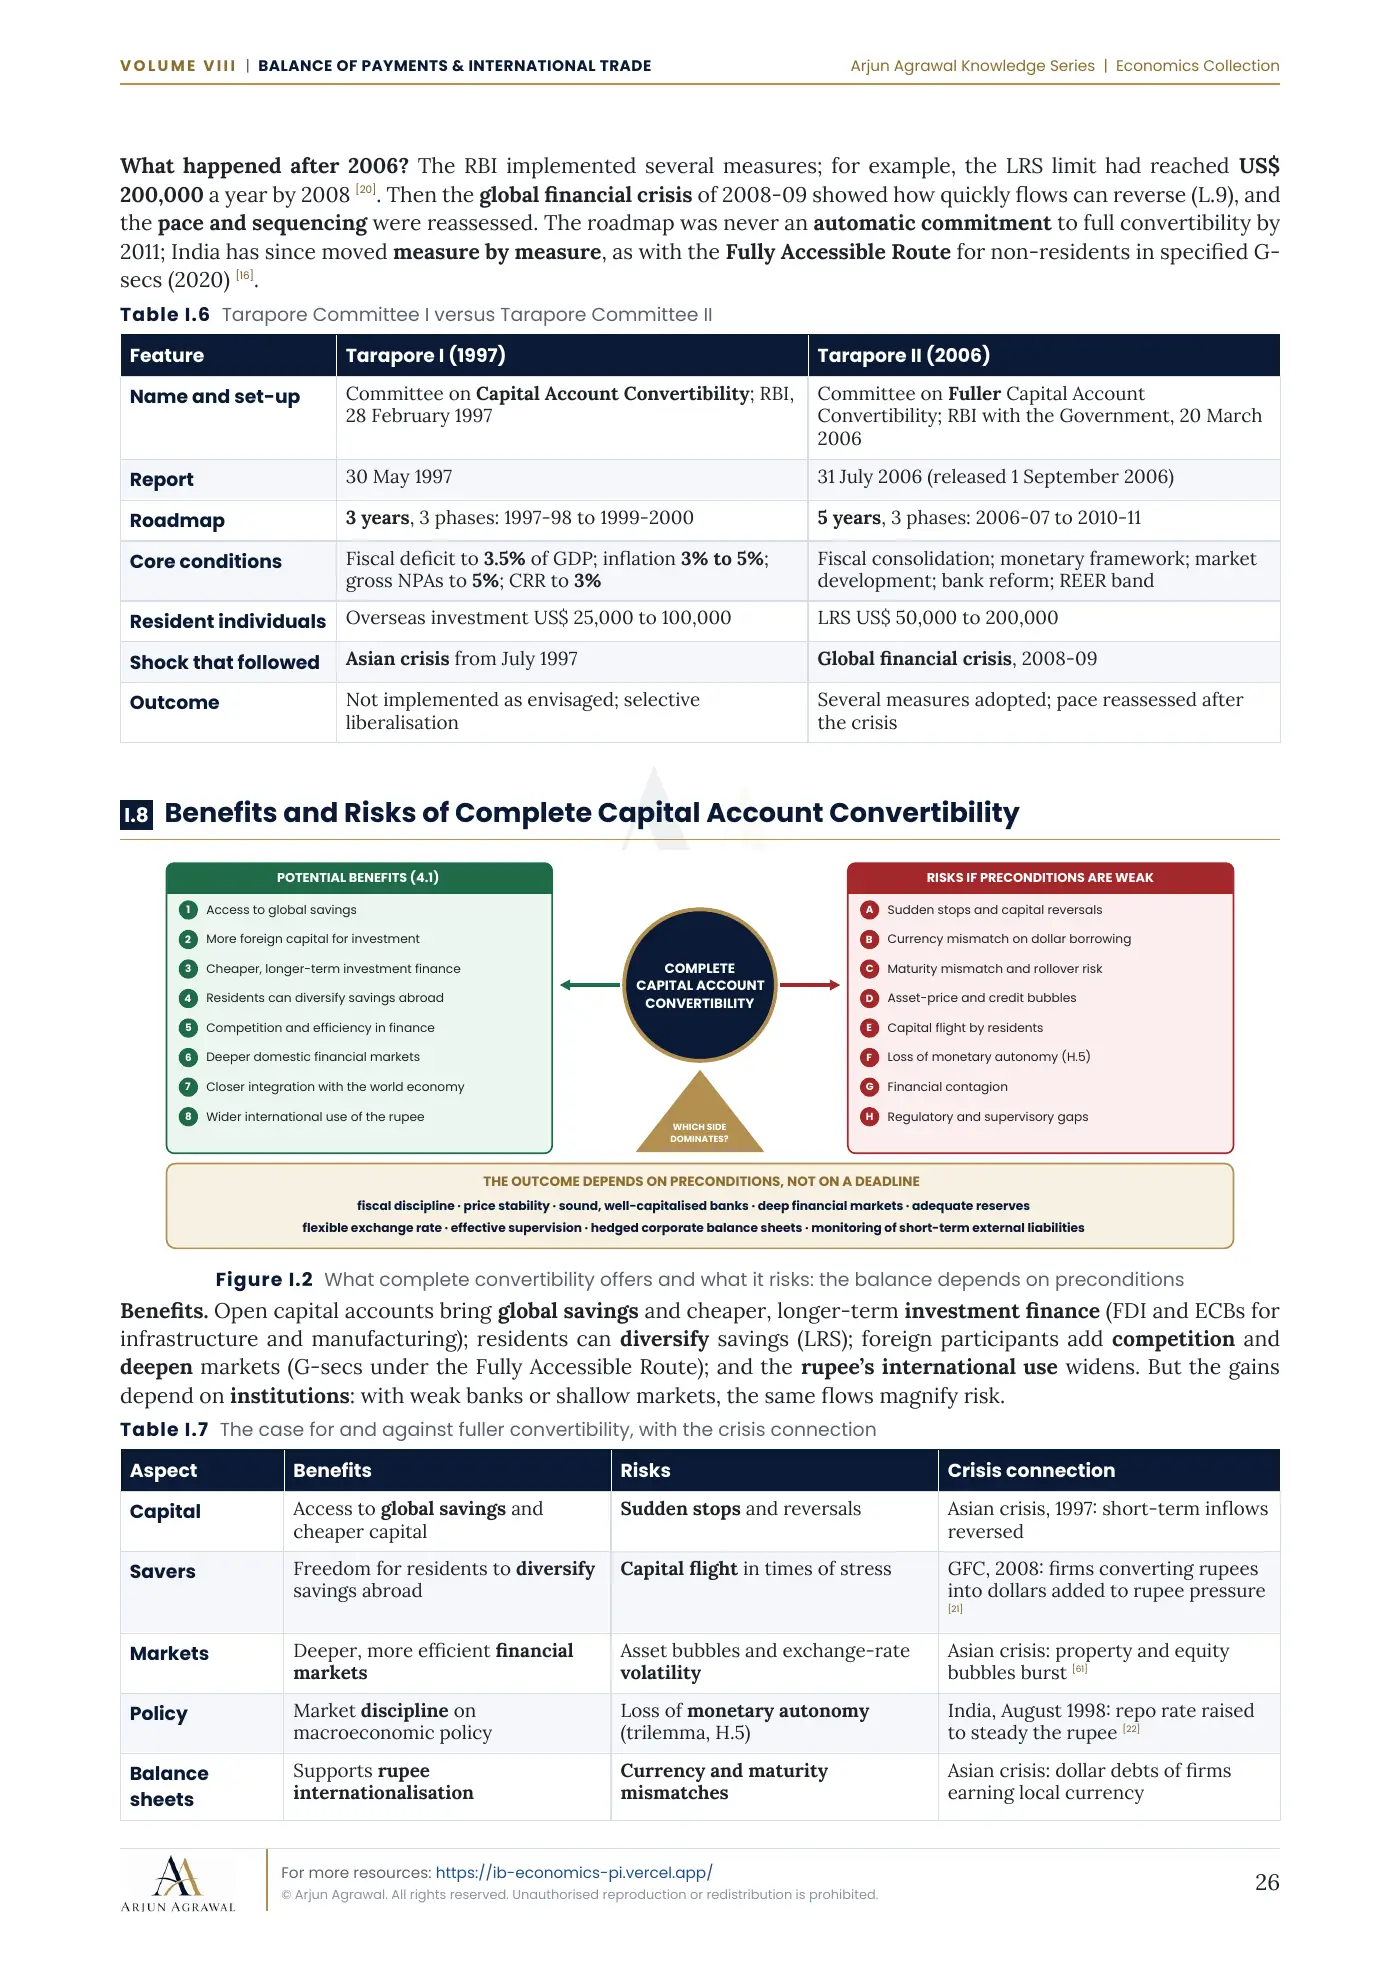 VOLUME VIII | BALANCE OF PAYMENTS & INTERNATIONAL TRADE
Arjun Agrawal Knowledge Series | Economics Collection
What happened after 2006? The RBI implemented several measures; for example, the LRS limit had reached US$
200,000 a year by 2008 [20]. Then the global financial crisis of 2008-09 showed how quickly flows can reverse (L.9), and
the pace and sequencing were reassessed. The roadmap was never an automatic commitment to full convertibility by
2011; India has since moved measure by measure, as with the Fully Accessible Route for non-residents in specified G-
secs (2020) [16].
Table I.6 Tarapore Committee I versus Tarapore Committee II
Feature
Tarapore I (1997)
Tarapore II (2006)
Name and set-up
Committee on Capital Account Convertibility; RBI,
28 February 1997
Committee on Fuller Capital Account
Convertibility; RBI with the Government, 20 March
2006
Report
30 May 1997
31 July 2006 (released 1 September 2006)
Roadmap
3 years, 3 phases: 1997-98 to 1999-2000
5 years, 3 phases: 2006-07 to 2010-11
Core conditions
Fiscal deficit to 3.5% of GDP; inflation 3% to 5%;
gross NPAs to 5%; CRR to 3%
Fiscal consolidation; monetary framework; market
development; bank reform; REER band
Resident individuals
Overseas investment US$ 25,000 to 100,000
LRS US$ 50,000 to 200,000
Shock that followed
Asian crisis from July 1997
Global financial crisis, 2008-09
Outcome
Not implemented as envisaged; selective
liberalisation
Several measures adopted; pace reassessed after
the crisis
I.8 Benefits and Risks of Complete Capital Account Convertibility
POTENTIAL BENEFITS (4.1)
1 Access to global savings
2 More foreign capital for investment
3 Cheaper, longer-term investment finance
4 Residents can diversify savings abroad
5 Competition and efficiency in finance
6 Deeper domestic financial markets
7 Closer integration with the world economy
8 Wider international use of the rupee
COMPLETE
CAPITAL ACCOUNT
CONVERTIBILITY
WHICH SIDE
DOMINATES?
RISKS IF PRECONDITIONS ARE WEAK
A Sudden stops and capital reversals
B Currency mismatch on dollar borrowing
C Maturity mismatch and rollover risk
D Asset-price and credit bubbles
E Capital flight by residents
F Loss of monetary autonomy (H.5)
G Financial contagion
H Regulatory and supervisory gaps
THE OUTCOME DEPENDS ON PRECONDITIONS, NOT ON A DEADLINE
fiscal discipline · price stability · sound, well-capitalised banks · deep financial markets · adequate reserves
flexible exchange rate · effective supervision · hedged corporate balance sheets · monitoring of short-term external liabilities
Figure I.2 What complete convertibility offers and what it risks: the balance depends on preconditions
Benefits. Open capital accounts bring global savings and cheaper, longer-term investment finance (FDI and ECBs for
infrastructure and manufacturing); residents can diversify savings (LRS); foreign participants add competition and
deepen markets (G-secs under the Fully Accessible Route); and the rupee's international use widens. But the gains
depend on institutions: with weak banks or shallow markets, the same flows magnify risk.
Table I.7 The case for and against fuller convertibility, with the crisis connection
Aspect
Benefits
Risks
Crisis connection
Capital
Access to global savings and
cheaper capital
Sudden stops and reversals
Asian crisis, 1997: short-term inflows
reversed
Savers
Freedom for residents to diversify
savings abroad
Capital flight in times of stress
GFC, 2008: firms converting rupees
into dollars added to rupee pressure
[21]
Markets
Deeper, more efficient financial
markets
Asset bubbles and exchange-rate
volatility
Asian crisis: property and equity
bubbles burst [61]
Policy
Market discipline on
macroeconomic policy
Loss of monetary autonomy
(trilemma, H.5)
India, August 1998: repo rate raised
to steady the rupee [22]
Balance
sheets
Supports rupee
internationalisation
Currency and maturity
mismatches
Asian crisis: dollar debts of firms
earning local currency
ARJUN AGRAWAL
For more resources: https://ib-economics-pi.vercel.app/
© Arjun Agrawal. All rights reserved. Unauthorised reproduction or redistribution is prohibited.
26